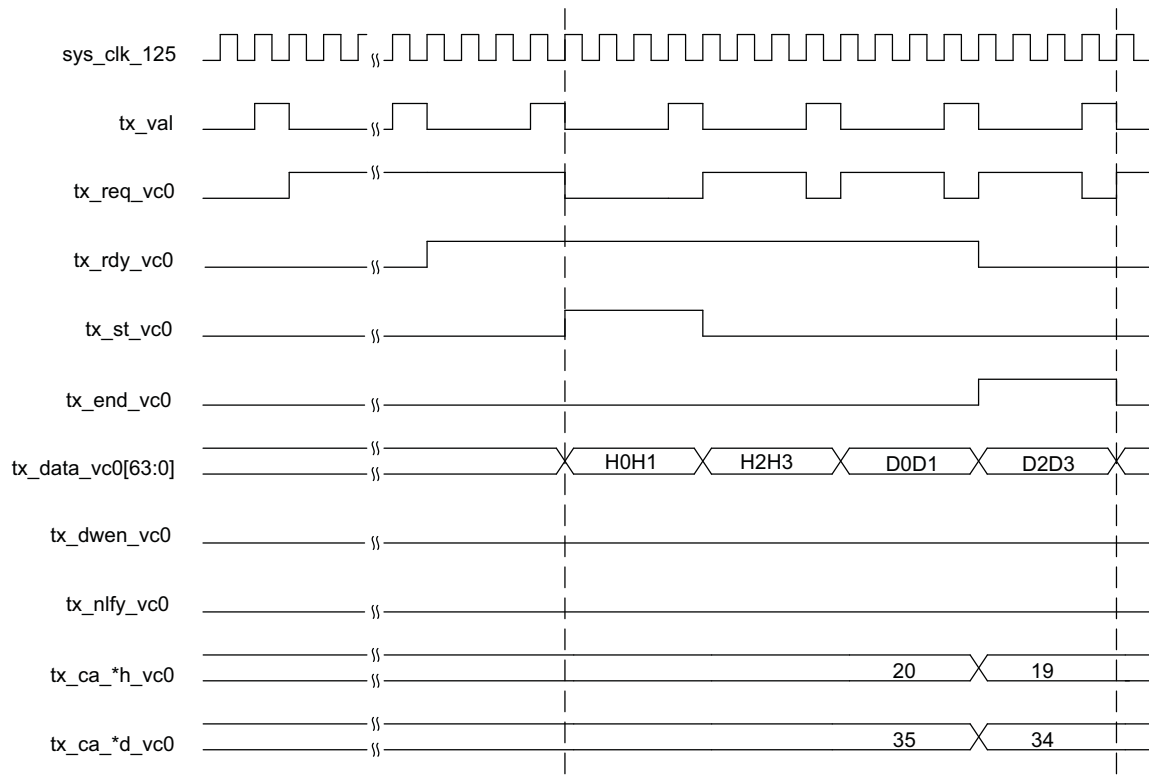 sys_clk_125
tx_val
tx_req_vc0
tx_rdy_vc0
tx_st_vc0
tx_end_vc0
tx_data_vc0[63:0] H0H1 H2H3 D0D1 D2D3
tx_dwen_vc0
tx_nlfy_vc0
tx_ca_*h_vc0 20 19
tx_ca_*d_vc0 35 34